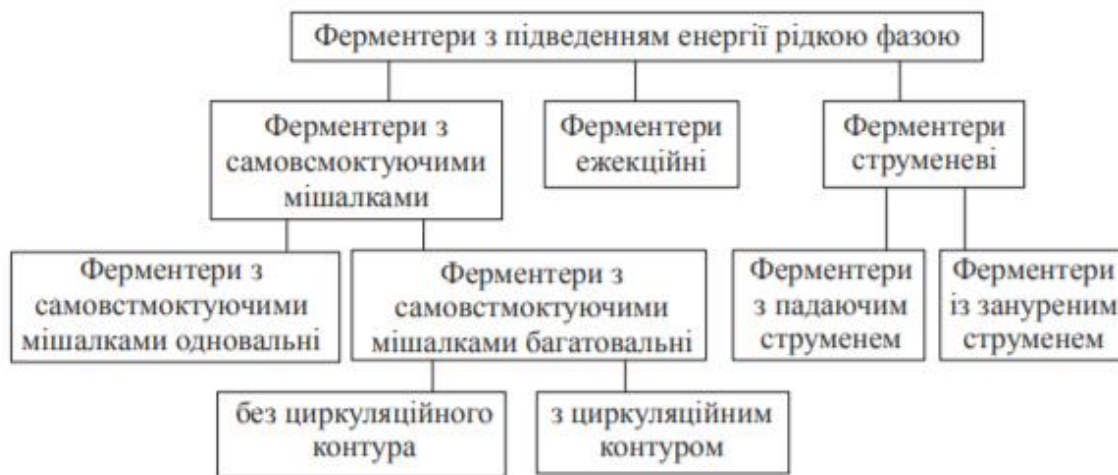 Ферментери з підведенням енергії рідкою фазою
Ферментери з
самовсмоктуючими
мішалками
Ферментери
ежекційні
Ферментери
струменеві
Ферментери з
самовстмоктуючими
мішалками одновальні
Ферментери з
самовстмоктуючими
мішалками багатовальні
Ферментери
з падаючим
струменем
Ферментери
із зануреним
струменем
без циркуляційного
контура
з циркуляційним
контуром